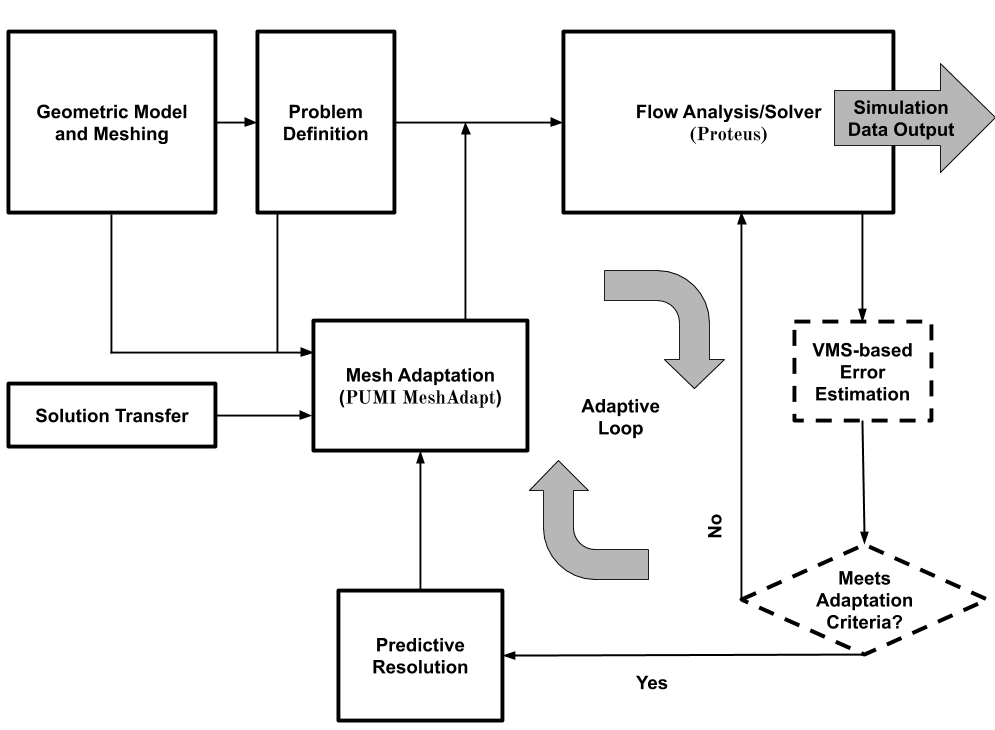 Geometric Model
and Meshing
Problem
Definition
Flow Analysis/Solver
(Proteus)
Simulation
Data Output
Mesh Adaptation
(PUMI MeshAdapt)
Solution Transfer
Adaptive
Loop
VMS-based
Error
Estimation
No
Meets
Adaptation
Criteria?
Predictive
Resolution
Yes